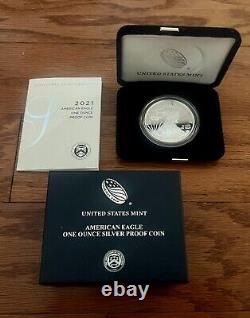 2021
AMERICAN EAGLE
ONE OUNCE
PROOF COIN
UNITED STATES MINT
UNITED STATES MINT
AMERICAN EAGLE
ONE OUNCE SILVER PROOF COIN